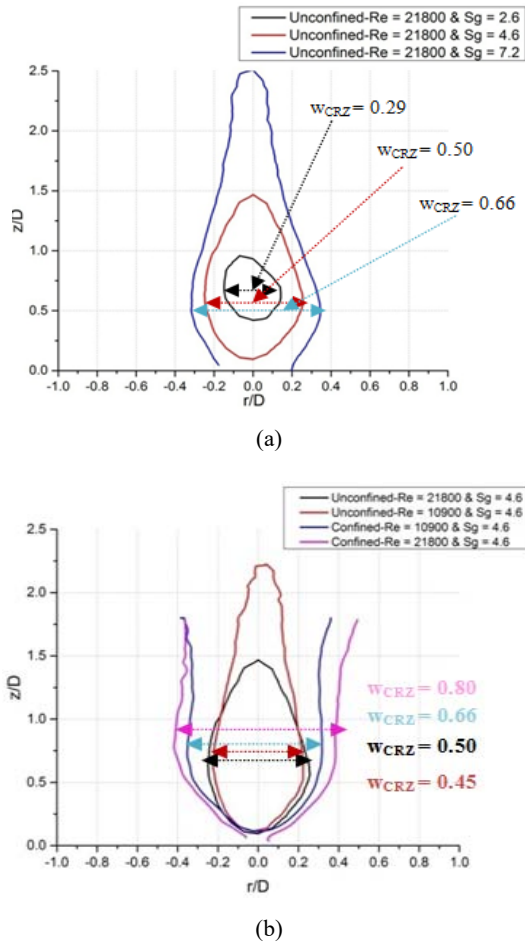 Unconfined-Re = 21800 & Sg = 2.6
Unconfined-Re = 21800 & Sg = 4.6
Unconfined-Re = 21800 & Sg = 7.2
2.5
2.0
1.5
1.0
0.5
0.0
z/D
wCRZ = 0.29
wCRZ = 0.50
wCRZ = 0.66
-1.0 -0.8 -0.6 -0.4 -0.2 0.0 0.2 0.4 0.6 0.8 1.0
r/D
(a)
Unconfined-Re = 21800 & Sg = 4.6
Unconfined-Re = 10900 & Sg = 4.6
Confined-Re = 10900 & Sg = 4.6
Confined-Re = 21800 & Sg = 4.6
2.5
2.0
1.5
1.0
0.5
0.0
z/D
wCRZ = 0.80
wCRZ = 0.66
wCRZ = 0.50
wCRZ = 0.45
-1.0 -0.8 -0.6 -0.4 -0.2 0.0 0.2 0.4 0.6 0.8 1.0
r/D
(b)